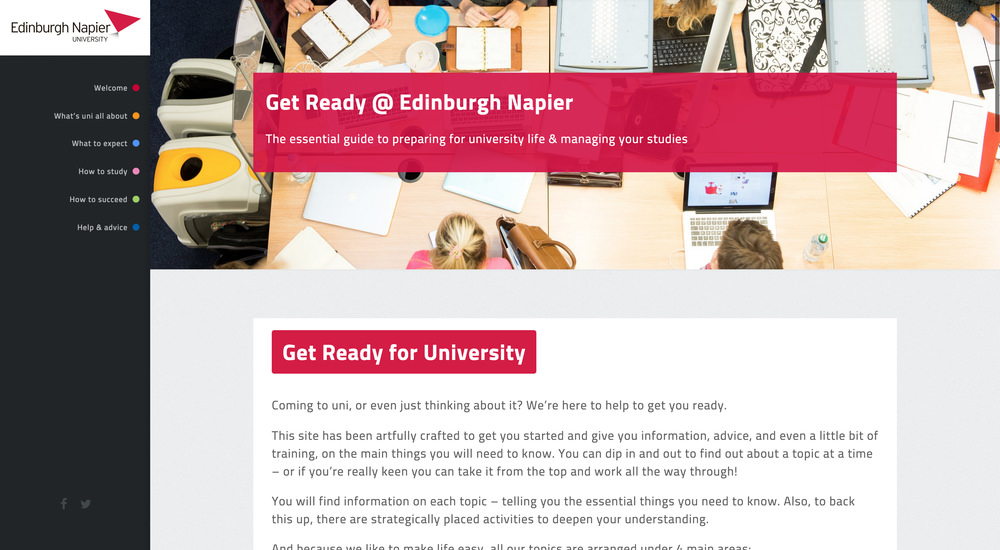 Edinburgh Napier
UNIVERSITY
Welcome
What's uni all about
What to expect
How to study
How to succeed
Help & advice
Get Ready @ Edinburgh Napier
The essential guide to preparing for university life & managing your studies
Get Ready for University
Coming to uni, or even just thinking about it? We're here to help to get you ready.
This site has been artfully crafted to get you started and give you information, advice, and even a little bit of
training, on the main things you will need to know. You can dip in and out to find out about a topic at a time
– or if you're really keen you can take it from the top and work all the way through!
You will find information on each topic – telling you the essential things you need to know. Also, to back
this up, there are strategically placed activities to deepen your understanding.
And because we like to make life easy, all our topics are arranged under 4 main areas: